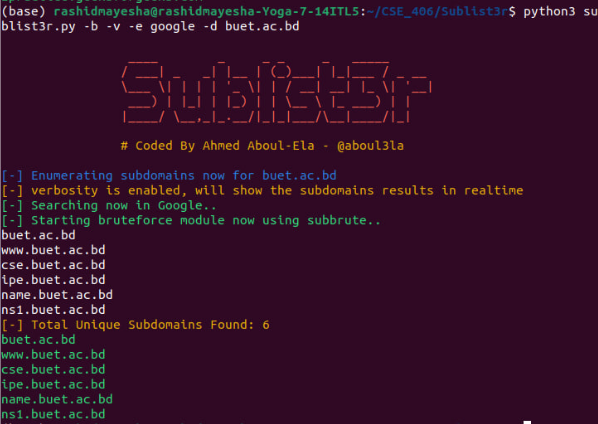 (base) rashidmayesha@rashidmayesha-Yoga-7-14ITL5:~/CSE_406/Sublist3r$ python3 su
blist3r.py -b -v -e google -d buet.ac.bd
Sublist3r
# Coded By Ahmed Aboul-Ela - @aboul3la
[-] Enumerating subdomains now for buet.ac.bd
[-] verbosity is enabled, will show the subdomains results in realtime
[-] Searching now in Google..
[-] Starting bruteforce module now using subbrute..
buet.ac.bd
www.buet.ac.bd
cse.buet.ac.bd
ipe.buet.ac.bd
name.buet.ac.bd
ns1.buet.ac.bd
[-] Total Unique Subdomains Found: 6
buet.ac.bd
www.buet.ac.bd
cse.buet.ac.bd
ipe.buet.ac.bd
name.buet.ac.bd
ns1.buet.ac.bd